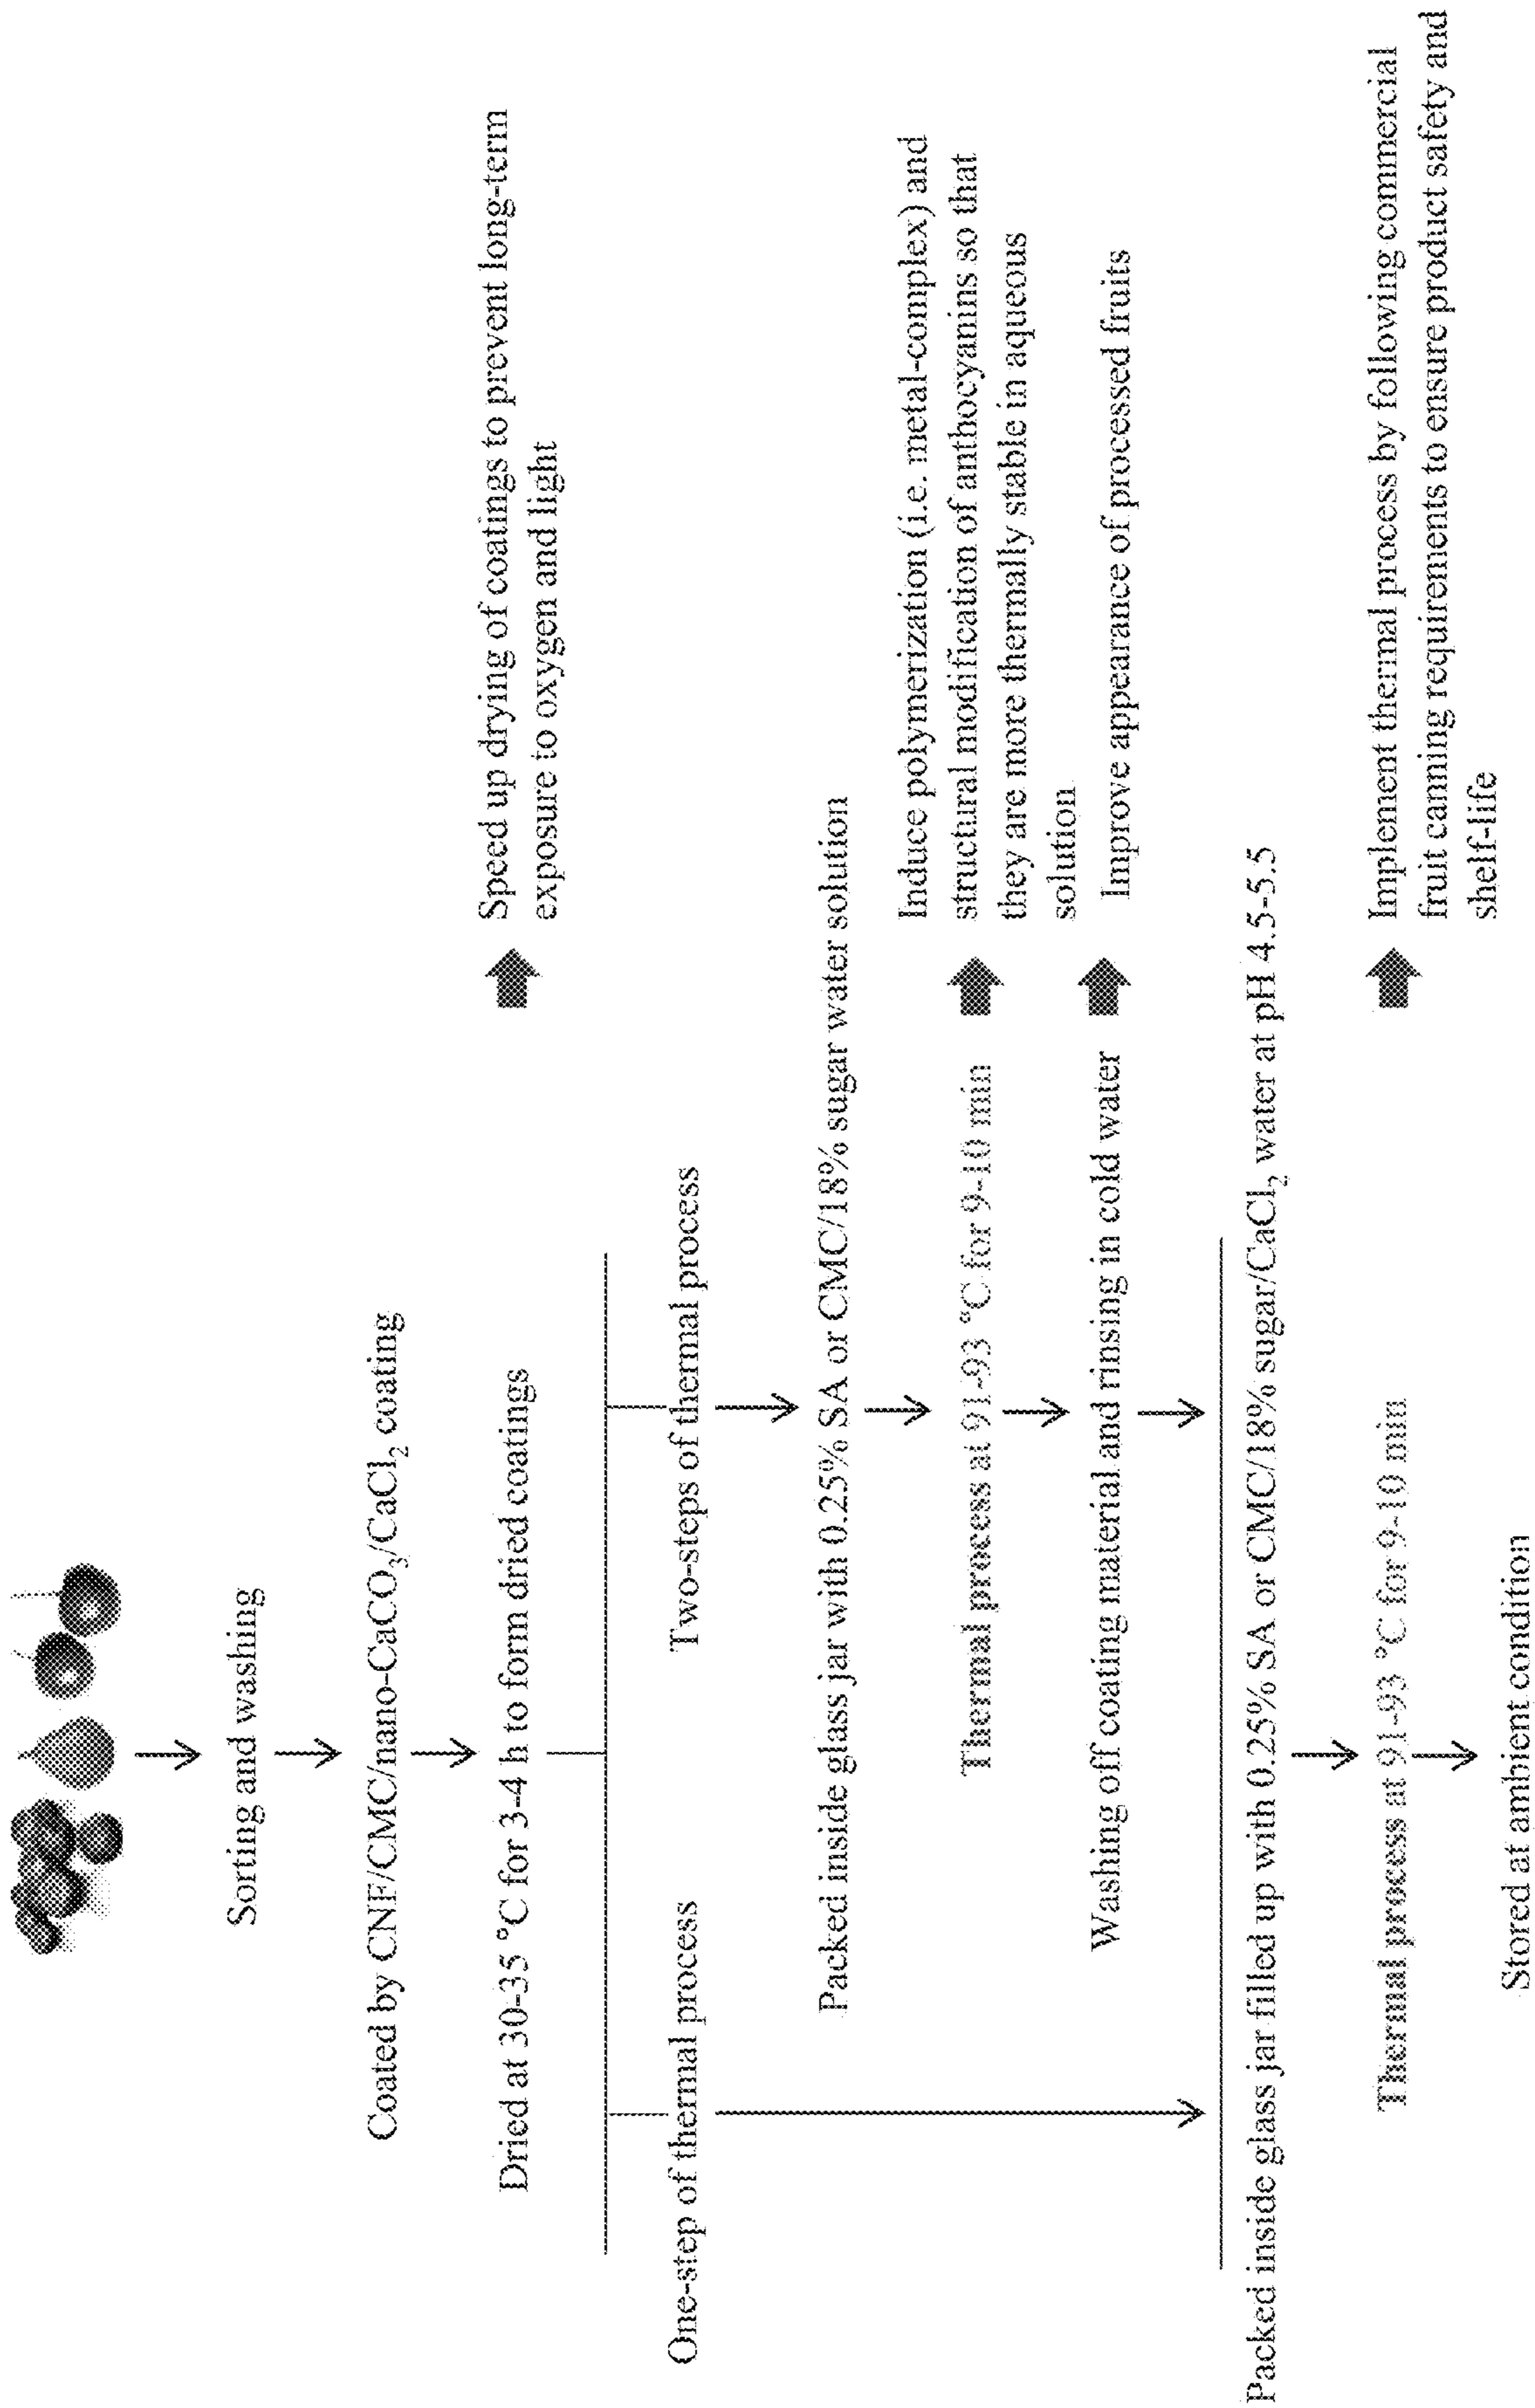 Sorting and washing
Coated by CNF/CMC/nano-CaCO₃/CaCl₂ coating
Dried at 30-35 °C for 3-4 h to form dried coatings
Speed up drying of coatings to prevent long-term
exposure to oxygen and light
One-step of thermal process
Two-steps of thermal process
Packed inside glass jar with 0.25% SA or CMC/18% sugar water solution
Thermal process at 91-93 °C for 9-10 min
Induce polymerization (i.e. metal-complex) and
structural modification of anthocyanins so that
they are more thermally stable in aqueous
solution
Washing off coating material and rinsing in cold water
Improve appearance of processed fruits
Packed inside glass jar filled up with 0.25% SA or CMC/18% sugar/CaCl₂ water at pH 4.5-5.5
Thermal process at 91-93 °C for 9-10 min
Implement thermal process by following commercial
fruit canning requirements to ensure product safety and
shelf-life
Stored at ambient condition